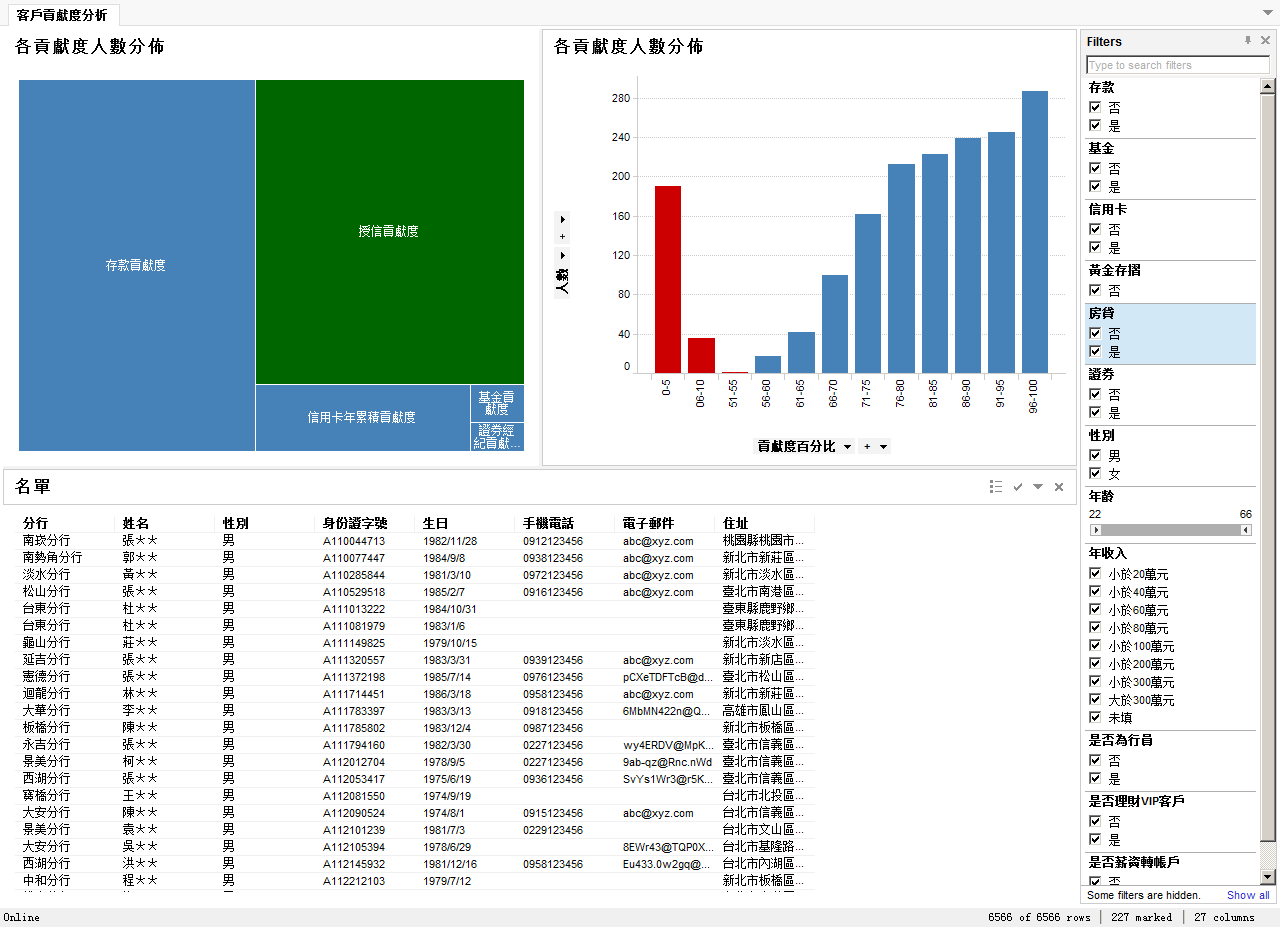 客戶貢獻度分析
各貢獻度人數分佈
存款貢獻度
授信貢獻度
信用卡年累積貢獻度
基金貢
獻度
證券經
紀貢獻...
各貢獻度人數分佈
280
240
200
160
120
80
40
0
+
人數
0-5
06-10
51-55
56-60
61-65
66-70
71-75
76-80
81-85
86-90
91-95
96-100
貢獻度百分比
+
名單
分行 姓名 性別 身份證字號 生日 手機電話 電子郵件 住址
南崁分行 張** 男 A110044713 1982/11/28 0912123456 abc@xyz.com 桃園縣桃園市...
南勢角分行 郭** 男 A110077447 1984/9/8 0938123456 abc@xyz.com 新北市新莊區...
淡水分行 黃** 男 A110285844 1981/3/10 0972123456 abc@xyz.com 新北市淡水區...
松山分行 張** 男 A110529518 1985/2/7 0916123456 abc@xyz.com 臺北市南港區...
台東分行 杜** 男 A111013222 1984/10/31 臺東縣鹿野鄉...
台東分行 杜** 男 A111081979 1983/1/6 臺東縣鹿野鄉...
龜山分行 莊** 男 A111149825 1979/10/15 新北市淡水區...
延吉分行 張** 男 A111320557 1983/3/31 0939123456 abc@xyz.com 新北市新店區...
憲德分行 張** 男 A111372198 1985/7/14 0976123456 pCXeTDFTcB@d... 臺北市松山區...
迴龍分行 林** 男 A111714451 1986/3/18 0958123456 abc@xyz.com 新北市新莊區...
大華分行 李** 男 A111783397 1983/3/13 0918123456 6MbMN422n@Q... 高雄市鳳山區...
板橋分行 陳** 男 A111785802 1983/12/4 0987123456 新北市板橋區...
永吉分行 張** 男 A111794160 1982/3/30 0227123456 wy4ERDV@MpK... 臺北市信義區...
景美分行 柯** 男 A112012704 1978/9/5 0227123456 9ab-qz@Rnc.nWd 臺北市信義區...
西湖分行 張** 男 A112053417 1975/6/19 0936123456 SvYs1Wr3@r5K... 臺北市信義區...
寶橋分行 王** 男 A112081550 1974/9/19 台北市北投區...
大安分行 陳** 男 A112090524 1974/8/1 0915123456 abc@xyz.com 台北市信義區...
景美分行 袁** 男 A112101239 1981/7/3 0229123456 台北市文山區...
大安分行 吳** 男 A112105394 1978/6/29 8EWr43@TQP0X... 台北市基隆路...
西湖分行 洪** 男 A112145932 1981/12/16 0958123456 Eu433.0w2gq@... 台北市內湖區...
中和分行 程** 男 A112212103 1979/7/12 新北市板橋區...
Filters
Type to search filters
存款
否
是
基金
否
是
信用卡
否
是
黃金存摺
否
房貸
否
是
證券
否
是
性別
男
女
年齡
22 66
年收入
小於20萬元
小於40萬元
小於60萬元
小於80萬元
小於100萬元
小於200萬元
小於300萬元
大於300萬元
未填
是否為行員
否
是
是否理財VIP客戶
否
是
是否薪資轉帳戶
否
Some filters are hidden. Show all
Online 6566 of 6566 rows 227 marked 27 columns